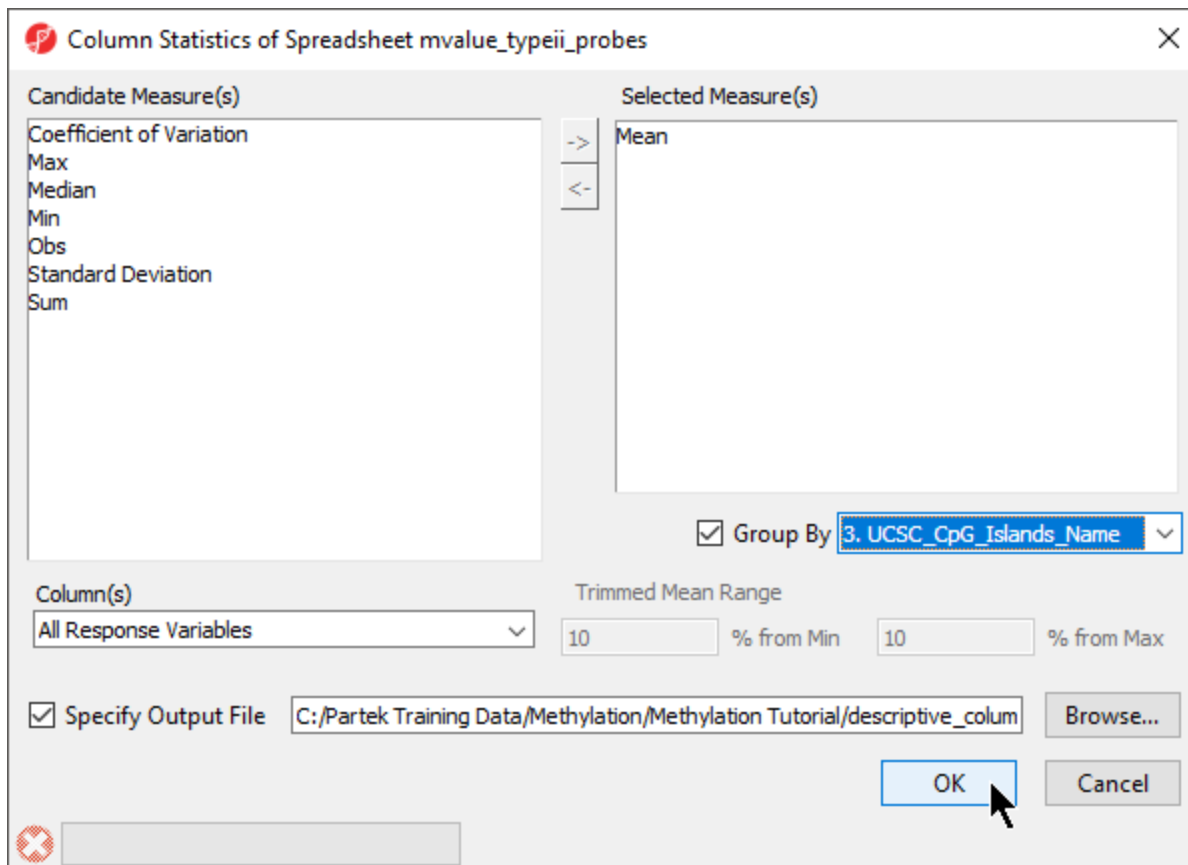 Column Statistics of Spreadsheet mvalue_typeii_probes
Candidate Measure(s)
Coefficient of Variation
Max
Median
Min
Obs
Standard Deviation
Sum
->
<-
Selected Measure(s)
Mean
Group By 3. UCSC_CpG_Islands_Name
Column(s)
All Response Variables
Trimmed Mean Range
10 % from Min 10 % from Max
Specify Output File C:/Partek Training Data/Methylation/Methylation Tutorial/descriptive_colum Browse...
OK Cancel